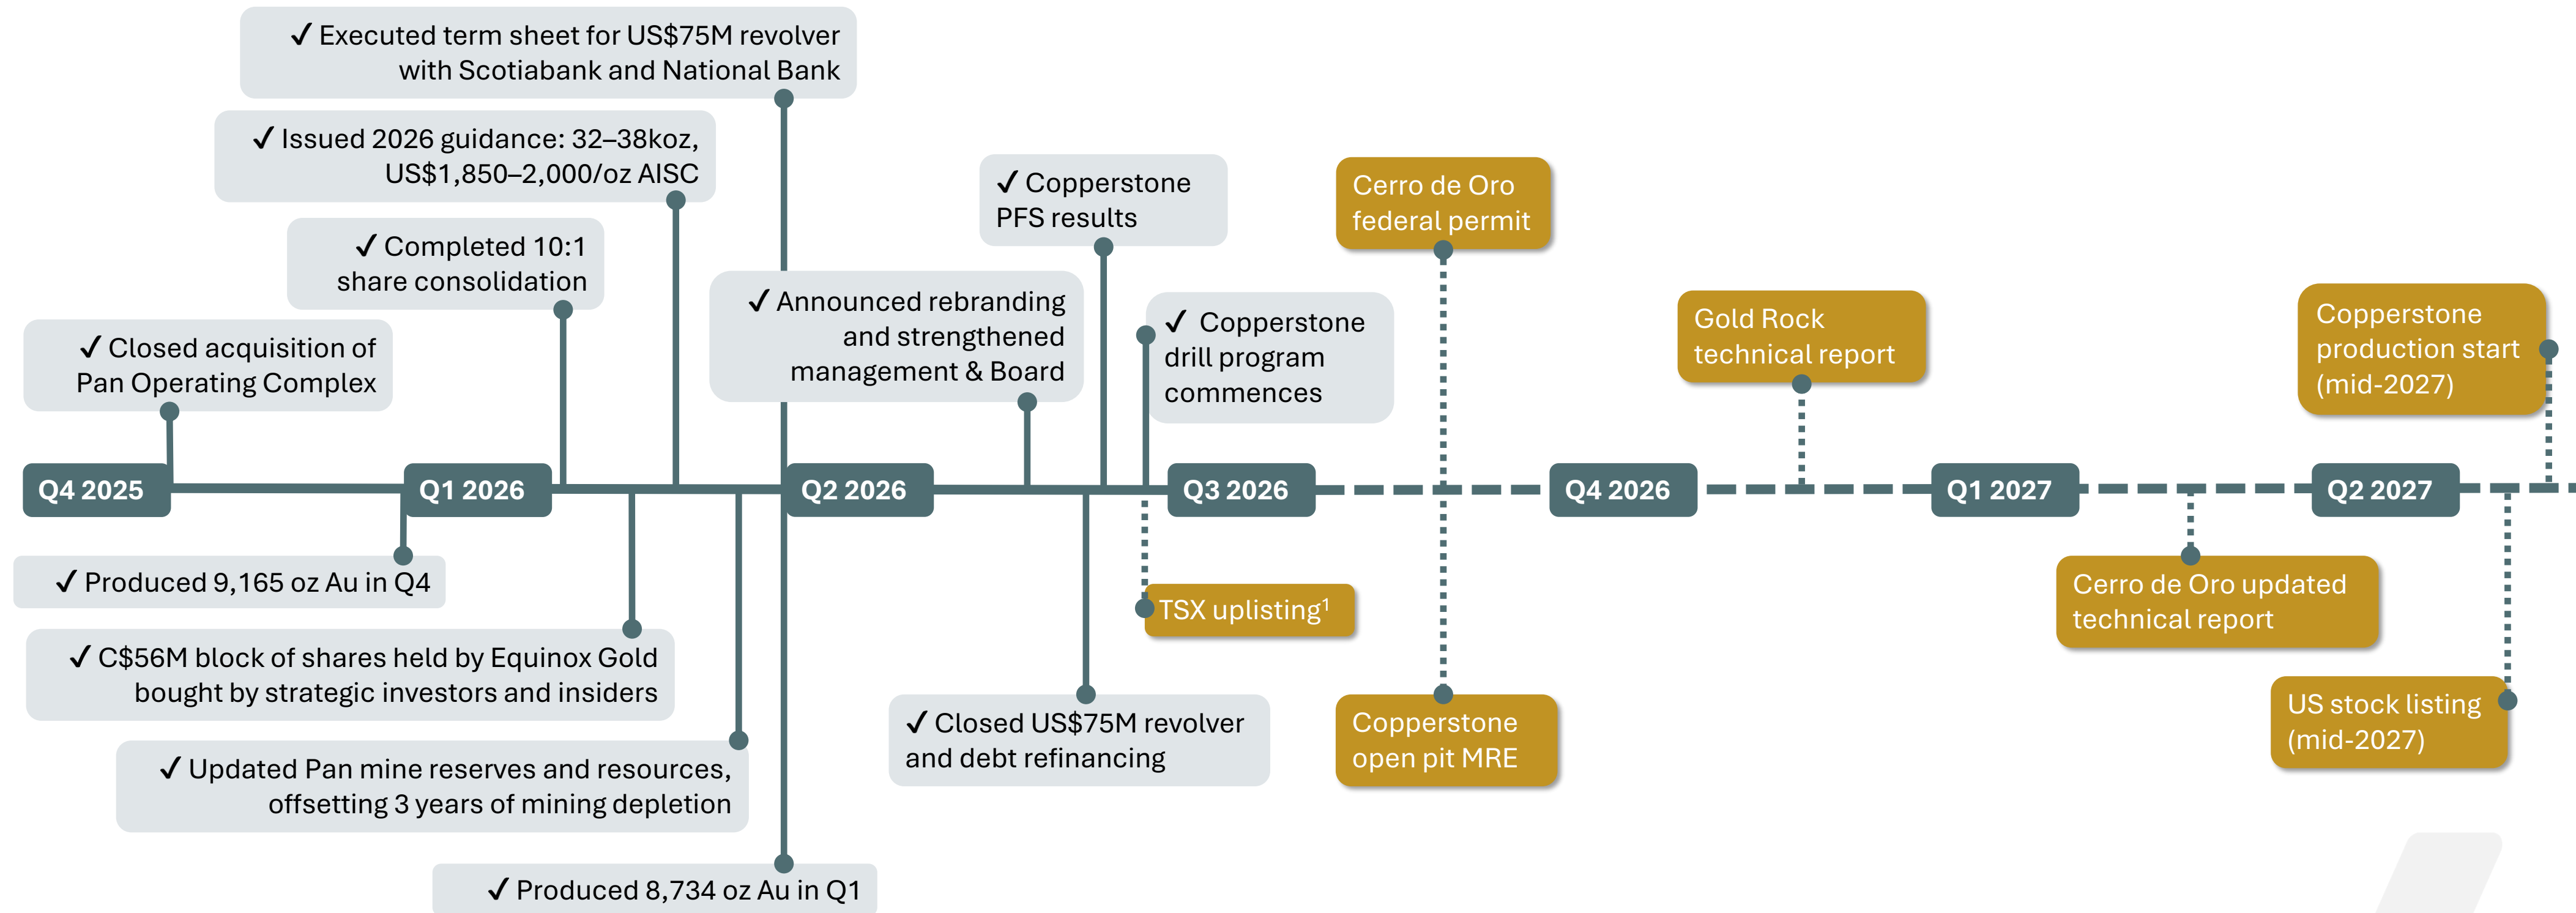 ✓ Executed term sheet for US$75M revolver
with Scotiabank and National Bank
✓ Issued 2026 guidance: 32–38koz,
US$1,850–2,000/oz AISC
✓ Completed 10:1
share consolidation
✓ Closed acquisition of
Pan Operating Complex
✓ Announced rebranding
and strengthened
management & Board
✓ Copperstone
PFS results
✓ Copperstone
drill program
commences
Cerro de Oro
federal permit
Gold Rock
technical report
Copperstone
production start
(mid-2027)
Q4 2025
Q1 2026
Q2 2026
Q3 2026
Q4 2026
Q1 2027
Q2 2027
✓ Produced 9,165 oz Au in Q4
✓ C$56M block of shares held by Equinox Gold
bought by strategic investors and insiders
✓ Updated Pan mine reserves and resources,
offsetting 3 years of mining depletion
✓ Produced 8,734 oz Au in Q1
✓ Closed US$75M revolver
and debt refinancing
TSX uplisting¹
Copperstone
open pit MRE
Cerro de Oro updated
technical report
US stock listing
(mid-2027)